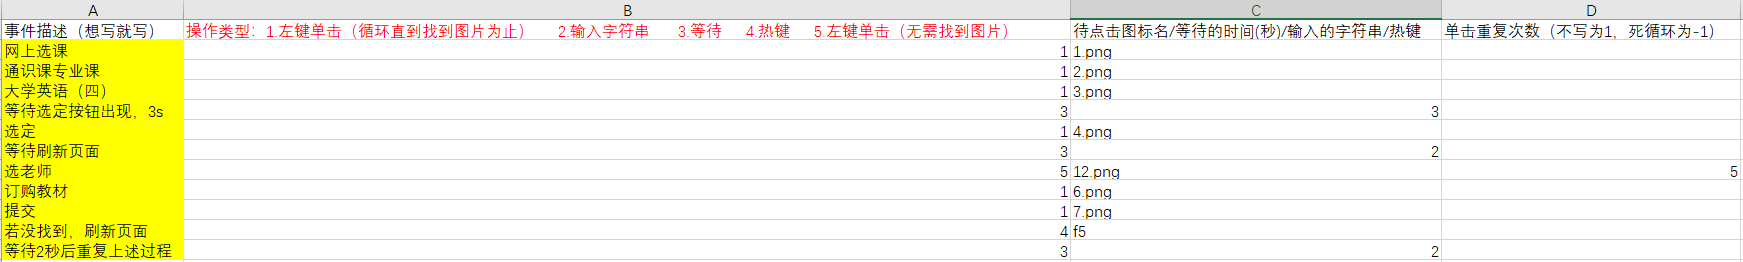 A B C D
事件描述（想写就写） 操作类型：1.左键单击（循环直到找到图片为止） 2.输入字符串 3.等待 4.热键 5.左键单击（无需找到图片） 待点击图标名/等待的时间(秒)/输入的字符串/热键 单击重复次数（不写为1，死循环为-1）
网上选课 1 1.png
通识课专业课 1 2.png
大学英语（四） 1 3.png
等待选定按钮出现，3s 3 3
选定 1 4.png
等待刷新页面 3 2
选老师 5 12.png 5
订购教材 1 6.png
提交 1 7.png
若没找到，刷新页面 4 f5
等待2秒后重复上述过程 3 2